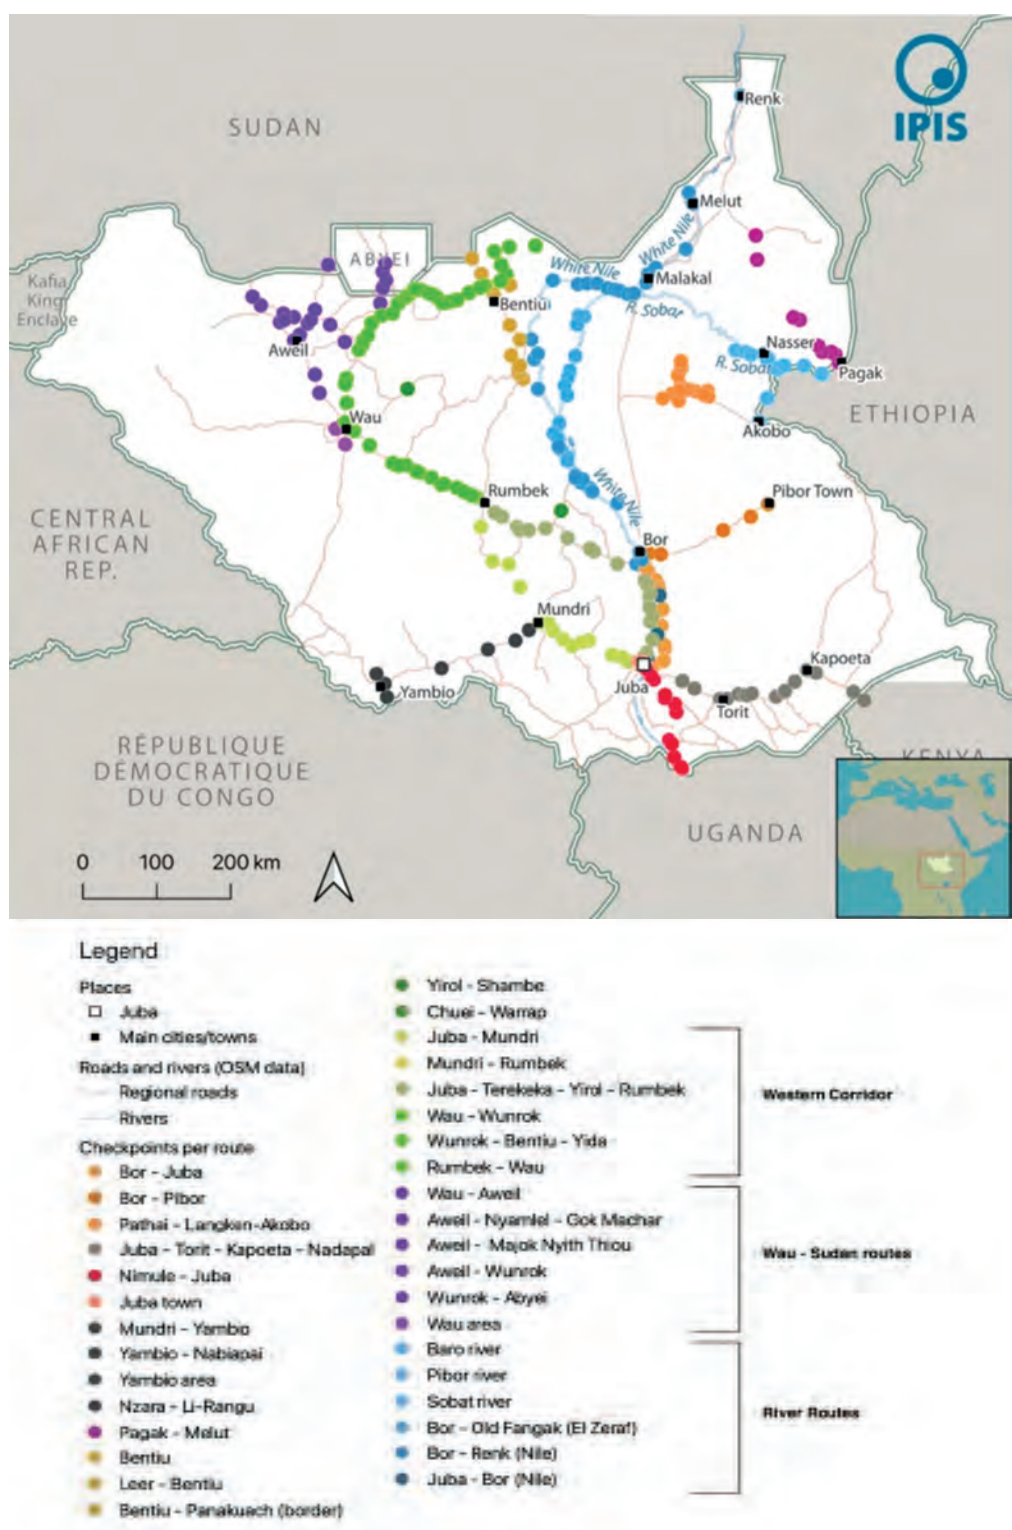 IPIS
SUDAN
Renk
Melut
White Nile
ABYEI
White Nile
Malakal
Kafia
King
Enclave
Bentiu
R. Sobat
Aweil
Nasser
R. Sobat
Pagak
ETHIOPIA
Wau
Akobo
Rumbek
White Nile
Pibor Town
CENTRAL
AFRICAN
REP.
Bor
Mundri
Kapoeta
Juba
Yambio
Torit
RÉPUBLIQUE
DÉMOCRATIQUE
DU CONGO
KENYA
UGANDA
0 100 200 km
Legend
Places
Juba
Main cities/towns
Roads and rivers (OSM data)
Regional roads
Rivers
Checkpoints per route
Bor - Juba
Bor - Pibor
Pathai - Langken-Akobo
Juba - Torit - Kapoeta - Nadapal
Nimule - Juba
Juba town
Mundri - Yambio
Yambio - Nabiapai
Yambio area
Nzara - Li-Rangu
Pagak - Melut
Bentiu
Leer - Bentiu
Bentiu - Panakuach (border)
Yirol - Shambe
Chuei - Warrap
Juba - Mundri
Mundri - Rumbek
Juba - Terekeka - Yirol - Rumbek
Wau - Wunrok
Wunrok - Bentiu - Yida
Rumbek - Wau
Western Corridor
Wau - Aweil
Aweil - Nyamlel - Gok Machar
Aweil - Majok Nyith Thiou
Aweil - Wunrok
Wunrok - Abyei
Wau area
Wau - Sudan routes
Baro river
Pibor river
Sobat river
Bor - Old Fangak (El Zeraf)
Bor - Renk (Nile)
Juba - Bor (Nile)
River Routes